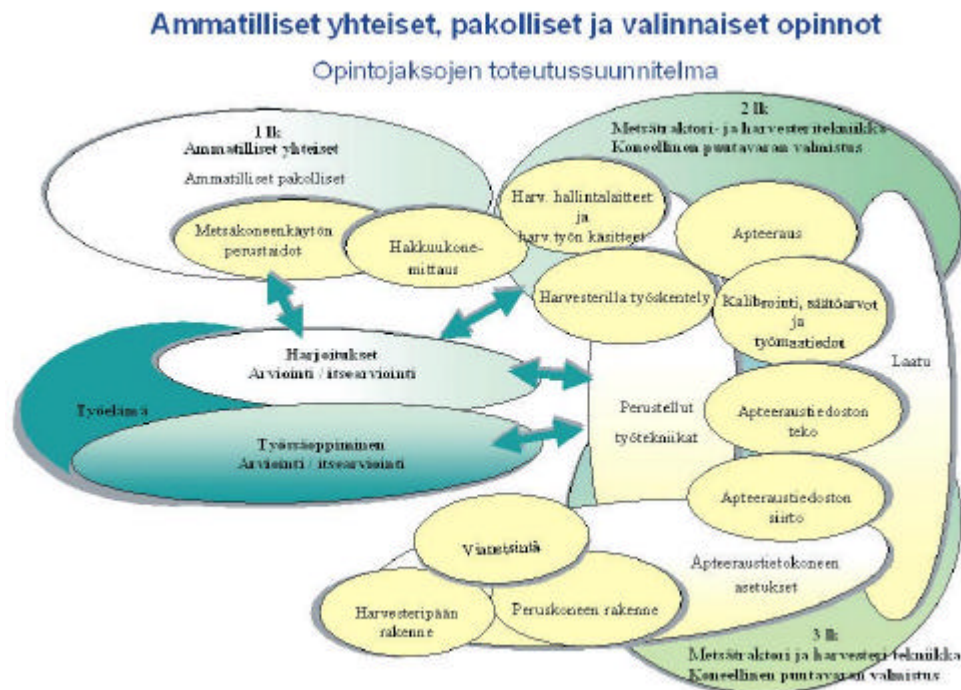 Ammatilliset yhteiset, pakolliset ja valinnaiset opinnot
Opintojaksojen toteutussuunnitelma
1 lk
Ammatilliset yhteiset
Ammatilliset pakolliset
Metsäkoneenkäytön
perustaidot
Hakkuukone-
mittaus
2 lk
Metsätraktori- ja harvesteritekniikka
Koneellinen puutavaran valmistus
Harv. hallintalaitteet
ja
harv.työn käsitteet
Apteeraus
Harvesterilla työskentely
Kalibrointi, säätöarvot
ja
työmaatiedot
Laatu
Harjoitukset
Arviointi / itsearviointi
Työelämä
Työssäoppiminen
Arviointi / itsearviointi
Perustellut
työtekniikat
Apteeraustiedoston
teko
Apteeraustiedoston
siirto
Vianetsintä
Apteeraustietokoneen
asetukset
Harvesteripään
rakenne
Peruskoneen rakenne
3 lk
Metsätraktori ja harvesteri tekniikka
Koneellinen puutavaran valmistus